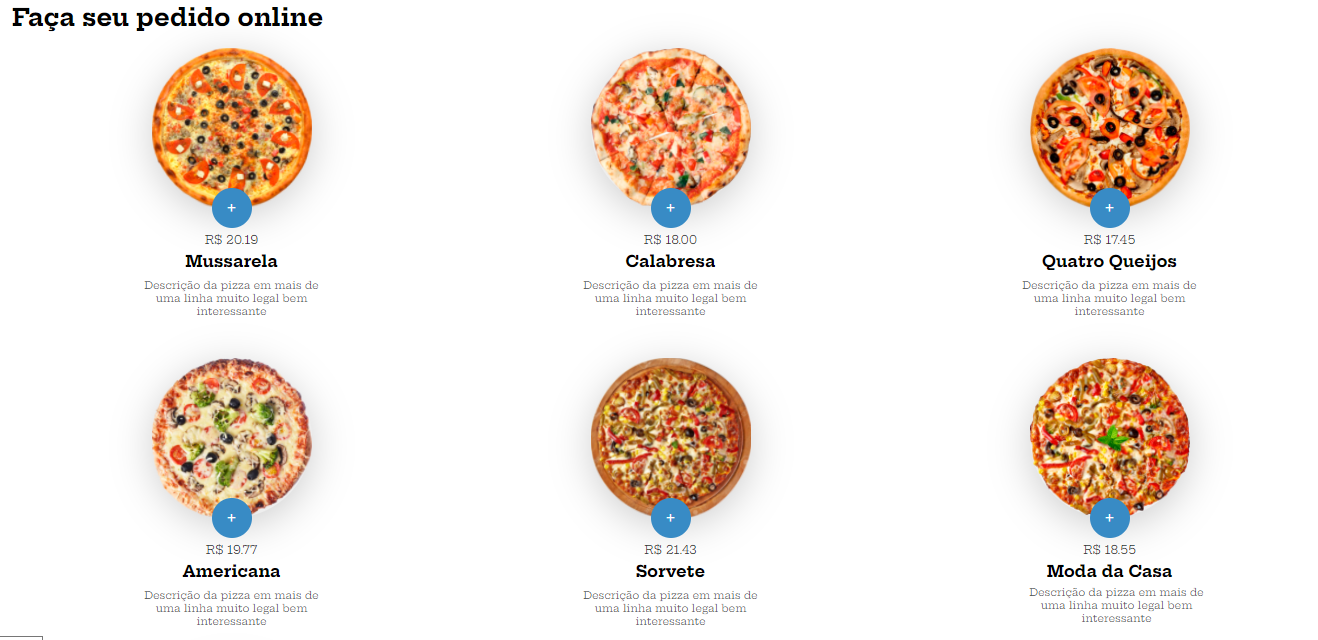 Faça seu pedido online
+
+
+
R$ 20.19
R$ 18.00
R$ 17.45
Mussarela
Calabresa
Quatro Queijos
Descrição da pizza em mais de
uma linha muito legal bem
interessante
Descrição da pizza em mais de
uma linha muito legal bem
interessante
Descrição da pizza em mais de
uma linha muito legal bem
interessante
+
+
+
R$ 19.77
R$ 21.43
R$ 18.55
Americana
Sorvete
Moda da Casa
Descrição da pizza em mais de
uma linha muito legal bem
interessante
Descrição da pizza em mais de
uma linha muito legal bem
interessante
Descrição da pizza em mais de
uma linha muito legal bem
interessante